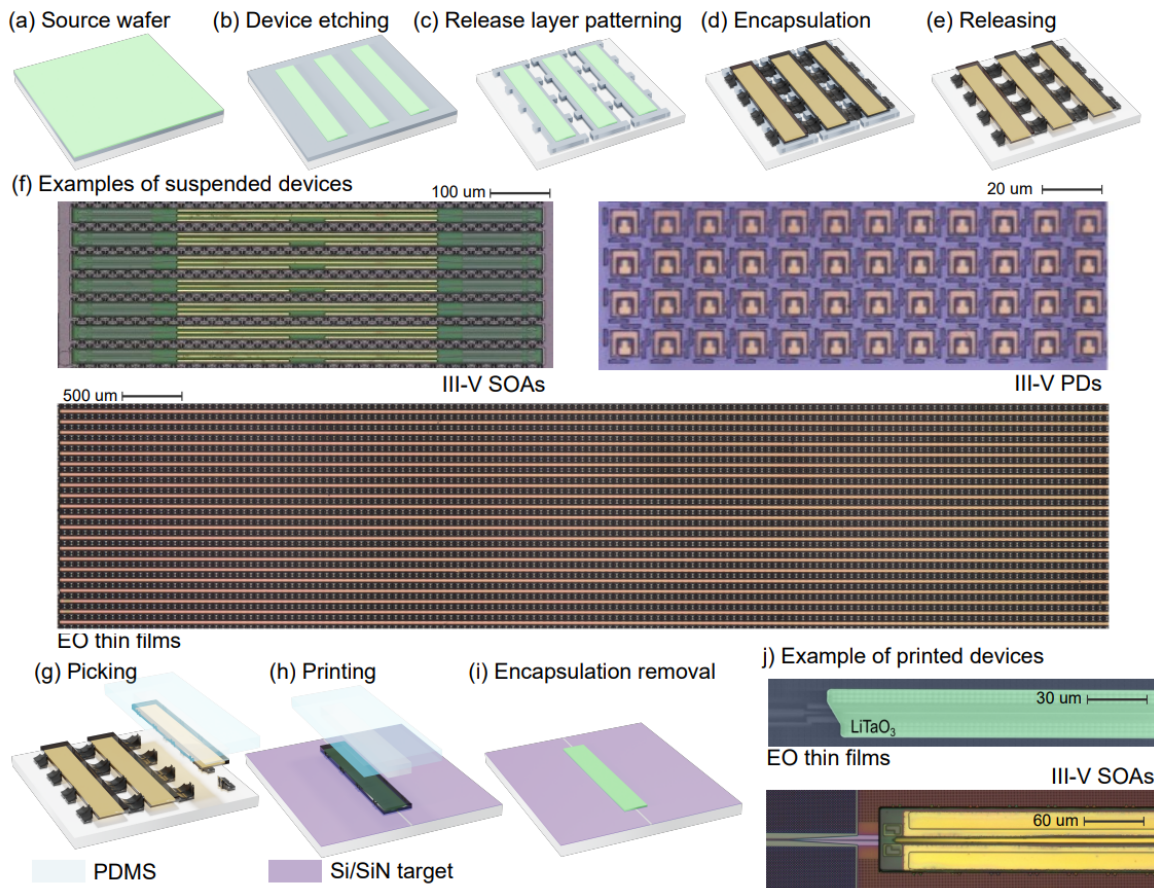 (a) Source wafer
(b) Device etching
(c) Release layer patterning
(d) Encapsulation
(e) Releasing
(f) Examples of suspended devices
100 um
20 um
III-V SOAs
III-V PDs
500 um
EO thin films
(g) Picking
(h) Printing
(i) Encapsulation removal
j) Example of printed devices
30 um
LiTaO₃
EO thin films
III-V SOAs
60 um
PDMS
Si/SiN target